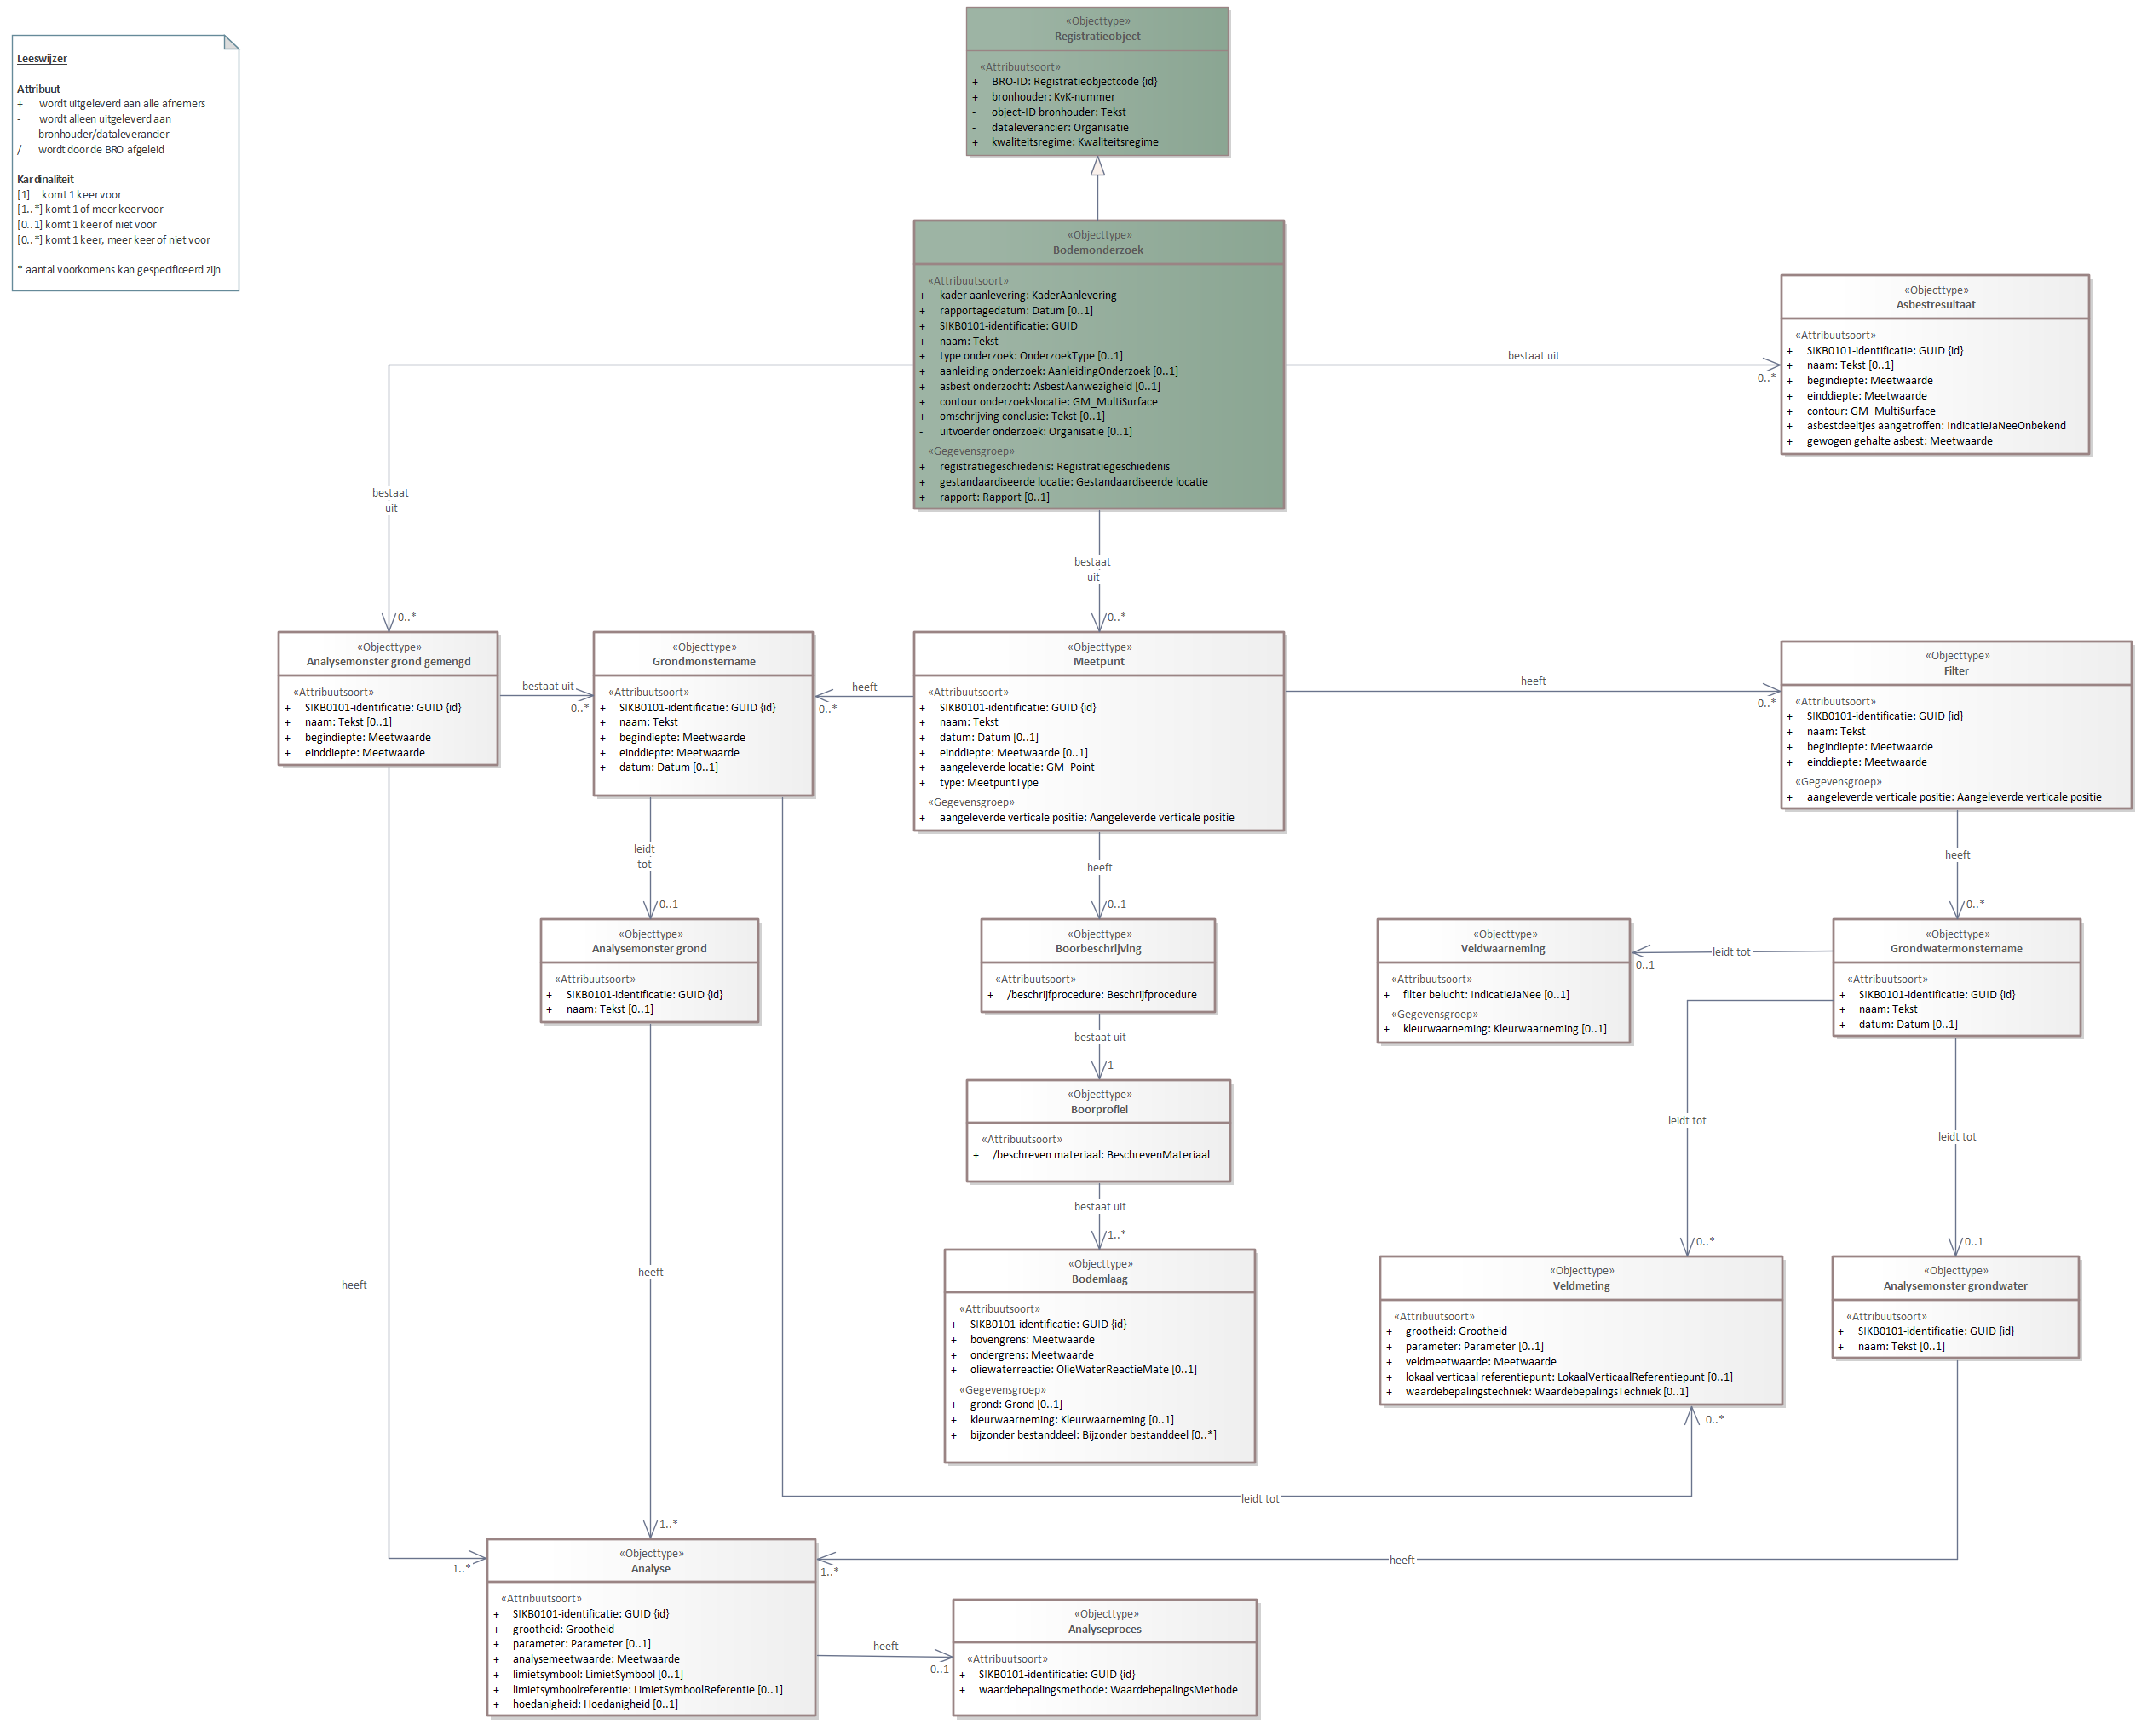 Leeswijzer
Attribuut
+ wordt uitgeleverd aan alle afnemers
- wordt alleen uitgeleverd aan
bronhouder/dataleverancier
/ wordt door de BRO afgeleid
Kardinaliteit
[1] komt 1 keer voor
[1..*] komt 1 of meer keer voor
[0..1] komt 1 keer of niet voor
[0..*] komt 1 keer, meer keer of niet voor
* aantal voorkomens kan gespecificeerd zijn
«Objecttype»
Registratieobject
«Attribuutsoort»
+ BRO-ID: Registratieobjectcode {id}
+ bronhouder: KvK-nummer
- object-ID bronhouder: Tekst
- dataleverancier: Organisatie
+ kwaliteitsregime: Kwaliteitsregime
«Objecttype»
Bodemonderzoek
«Attribuutsoort»
+ kader aanlevering: KaderAanlevering
+ rapportagedatum: Datum [0..1]
+ SIKB0101-identificatie: GUID
+ naam: Tekst
+ type onderzoek: OnderzoekType [0..1]
+ aanleiding onderzoek: AanleidingOnderzoek [0..1]
+ asbest onderzocht: AsbestAanwezigheid [0..1]
+ contour onderzoekslocatie: GM_MultiSurface
+ omschrijving conclusie: Tekst [0..1]
- uitvoerder onderzoek: Organisatie [0..1]
«Gegevensgroep»
+ registratiegeschiedenis: Registratiegeschiedenis
+ gestandaardiseerde locatie: Gestandaardiseerde locatie
+ rapport: Rapport [0..1]
bestaat uit
0..*
«Objecttype»
Asbestresultaat
«Attribuutsoort»
+ SIKB0101-identificatie: GUID {id}
+ naam: Tekst [0..1]
+ begindiepte: Meetwaarde
+ einddiepte: Meetwaarde
+ contour: GM_MultiSurface
+ asbestdeeltjes aangetroffen: IndicatieJaNeeOnbekend
+ gewogen gehalte asbest: Meetwaarde
bestaat
uit
0..*
bestaat
uit
0..*
«Objecttype»
Analysemonster grond gemengd
«Attribuutsoort»
+ SIKB0101-identificatie: GUID {id}
+ naam: Tekst [0..1]
+ begindiepte: Meetwaarde
+ einddiepte: Meetwaarde
bestaat uit
0..*
«Objecttype»
Grondmonstername
«Attribuutsoort»
+ SIKB0101-identificatie: GUID {id}
+ naam: Tekst
+ begindiepte: Meetwaarde
+ einddiepte: Meetwaarde
+ datum: Datum [0..1]
heeft
0..*
«Objecttype»
Meetpunt
«Attribuutsoort»
+ SIKB0101-identificatie: GUID {id}
+ naam: Tekst
+ datum: Datum [0..1]
+ einddiepte: Meetwaarde [0..1]
+ aangeleverde locatie: GM_Point
+ type: MeetpuntType
«Gegevensgroep»
+ aangeleverde verticale positie: Aangeleverde verticale positie
heeft
0..*
«Objecttype»
Filter
«Attribuutsoort»
+ SIKB0101-identificatie: GUID {id}
+ naam: Tekst
+ begindiepte: Meetwaarde
+ einddiepte: Meetwaarde
«Gegevensgroep»
+ aangeleverde verticale positie: Aangeleverde verticale positie
leidt
tot
0..1
heeft
0..1
heeft
0..*
«Objecttype»
Analysemonster grond
«Attribuutsoort»
+ SIKB0101-identificatie: GUID {id}
+ naam: Tekst [0..1]
«Objecttype»
Boorbeschrijving
«Attribuutsoort»
+ /beschrijfprocedure: Beschrijfprocedure
«Objecttype»
Veldwaarneming
«Attribuutsoort»
+ filter belucht: IndicatieJaNee [0..1]
«Gegevensgroep»
+ kleurwaarneming: Kleurwaarneming [0..1]
leidt tot
0..1
«Objecttype»
Grondwatermonstername
«Attribuutsoort»
+ SIKB0101-identificatie: GUID {id}
+ naam: Tekst
+ datum: Datum [0..1]
bestaat uit
1
«Objecttype»
Boorprofiel
«Attribuutsoort»
+ /beschreven materiaal: BeschrevenMateriaal
leidt tot
0..*
leidt tot
0..1
bestaat uit
1..*
«Objecttype»
Bodemlaag
«Attribuutsoort»
+ SIKB0101-identificatie: GUID {id}
+ bovengrens: Meetwaarde
+ ondergrens: Meetwaarde
+ oliewaterreactie: OlieWaterReactieMate [0..1]
«Gegevensgroep»
+ grond: Grond [0..1]
+ kleurwaarneming: Kleurwaarneming [0..1]
+ bijzonder bestanddeel: Bijzonder bestanddeel [0..*]
«Objecttype»
Veldmeting
«Attribuutsoort»
+ grootheid: Grootheid
+ parameter: Parameter [0..1]
+ veldmeetwaarde: Meetwaarde
+ lokaal verticaal referentiepunt: LokaalVerticaalReferentiepunt [0..1]
+ waardebepalingstechniek: WaardebepalingsTechniek [0..1]
0..*
«Objecttype»
Analysemonster grondwater
«Attribuutsoort»
+ SIKB0101-identificatie: GUID {id}
+ naam: Tekst [0..1]
heeft
heeft
leidt tot
1..*
1..*
heeft
1..*
«Objecttype»
Analyse
«Attribuutsoort»
+ SIKB0101-identificatie: GUID {id}
+ grootheid: Grootheid
+ parameter: Parameter [0..1]
+ analysemeetwaarde: Meetwaarde
+ limietsymbool: LimietSymbool [0..1]
+ limietsymboolreferentie: LimietSymboolReferentie [0..1]
+ hoedanigheid: Hoedanigheid [0..1]
heeft
0..1
«Objecttype»
Analyseproces
«Attribuutsoort»
+ SIKB0101-identificatie: GUID {id}
+ waardebepalingsmethode: WaardebepalingsMethode